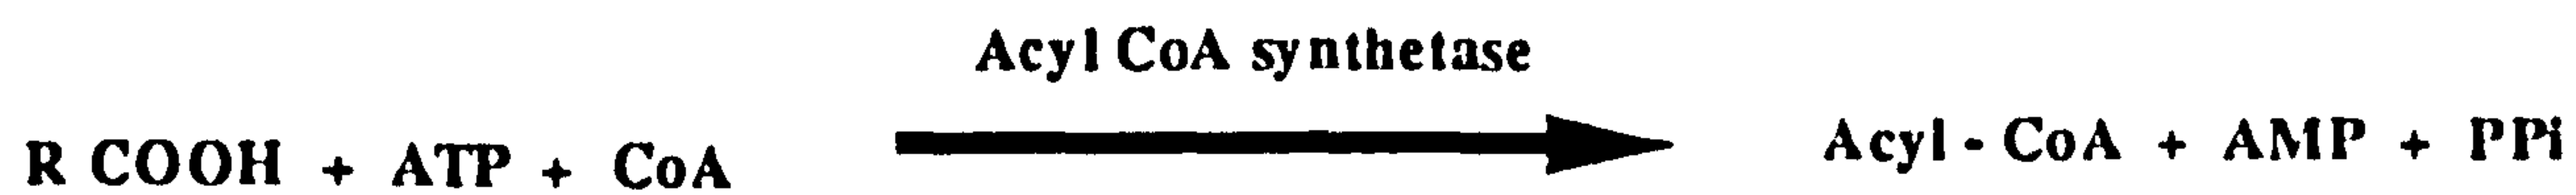 Acyl CoA synthetase
R COOH + ATP + CoA
Acyl - CoA + AMP + PPi